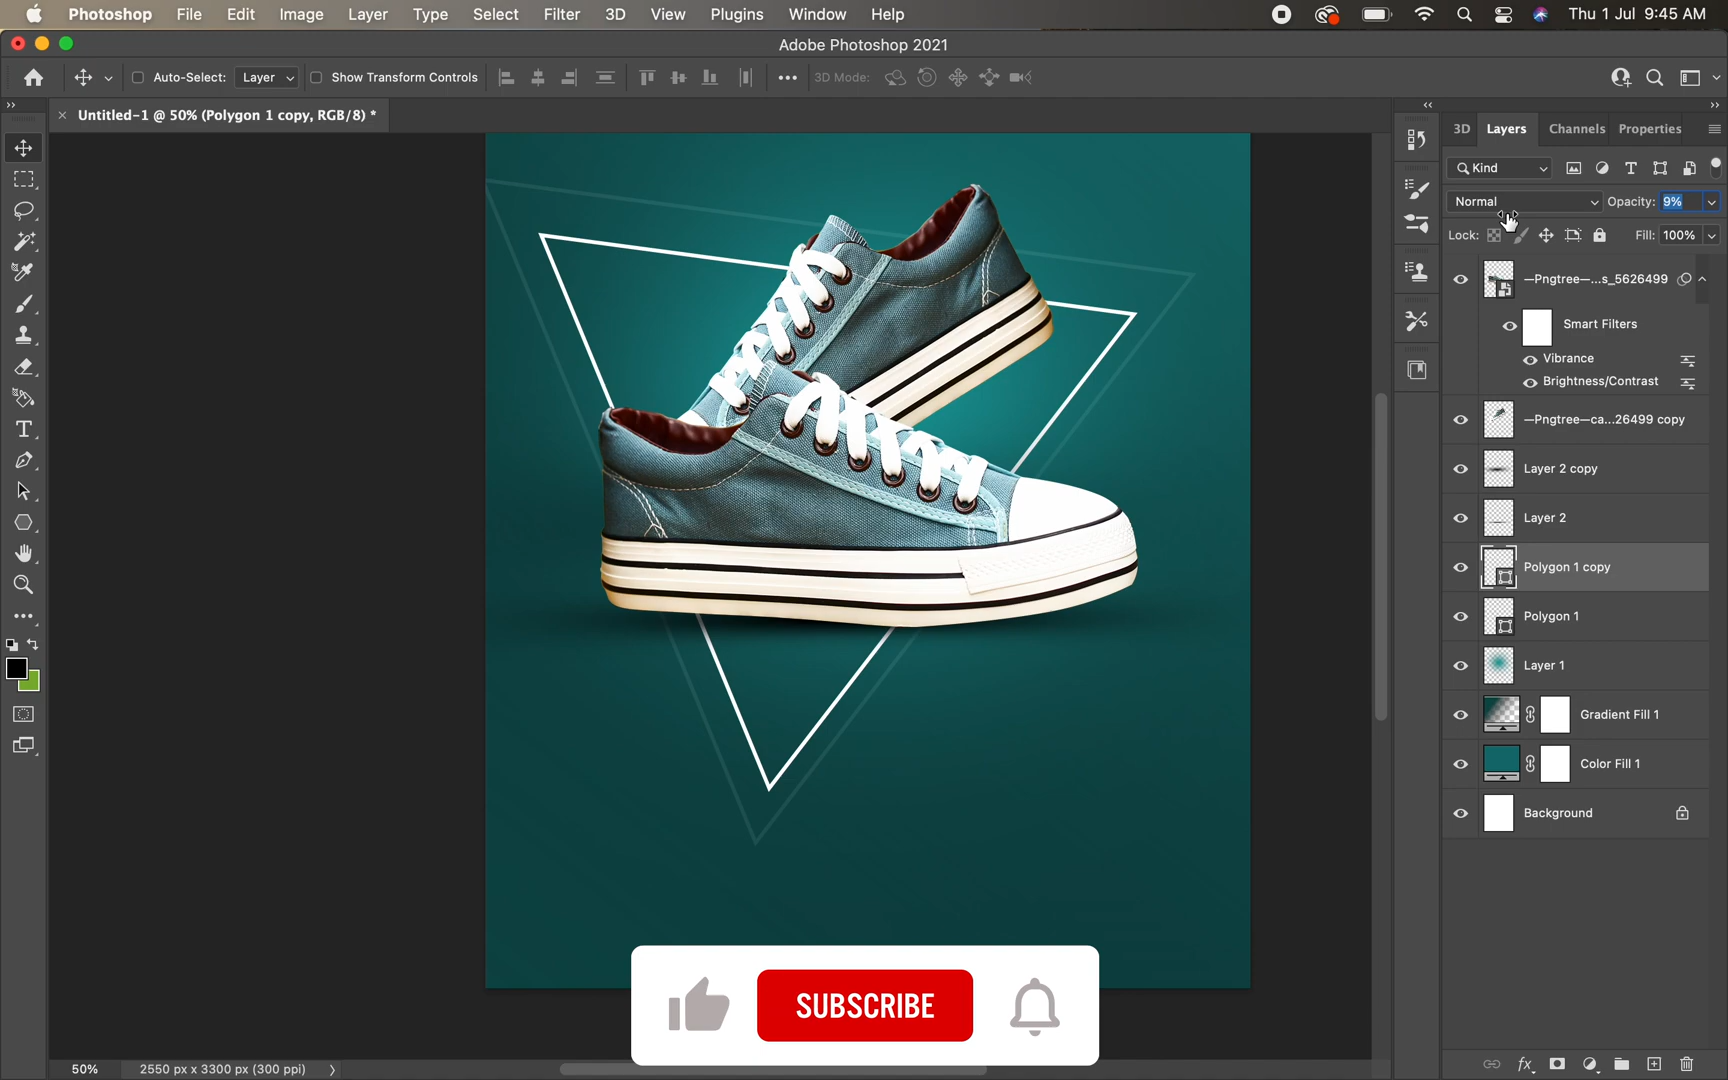 Photoshop File Edit Image Layer Type Select Filter 3D View Plugins Window Help Thu 1 Jul 9:45 AM
Adobe Photoshop 2021
Auto-Select: Layer Show Transform Controls 3D Mode:
Untitled-1 @ 50% (Polygon 1 copy, RGB/8) *
3D Layers Channels Properties
Kind
Normal Opacity: 9%
Lock: Fill: 100%
—Pngtree—...s_5626499
Smart Filters
Vibrance
Brightness/Contrast
—Pngtree—ca...26499 copy
Layer 2 copy
Layer 2
Polygon 1 copy
Polygon 1
Layer 1
Gradient Fill 1
Color Fill 1
Background
SUBSCRIBE
50% 2550 px x 3300 px (300 ppi)